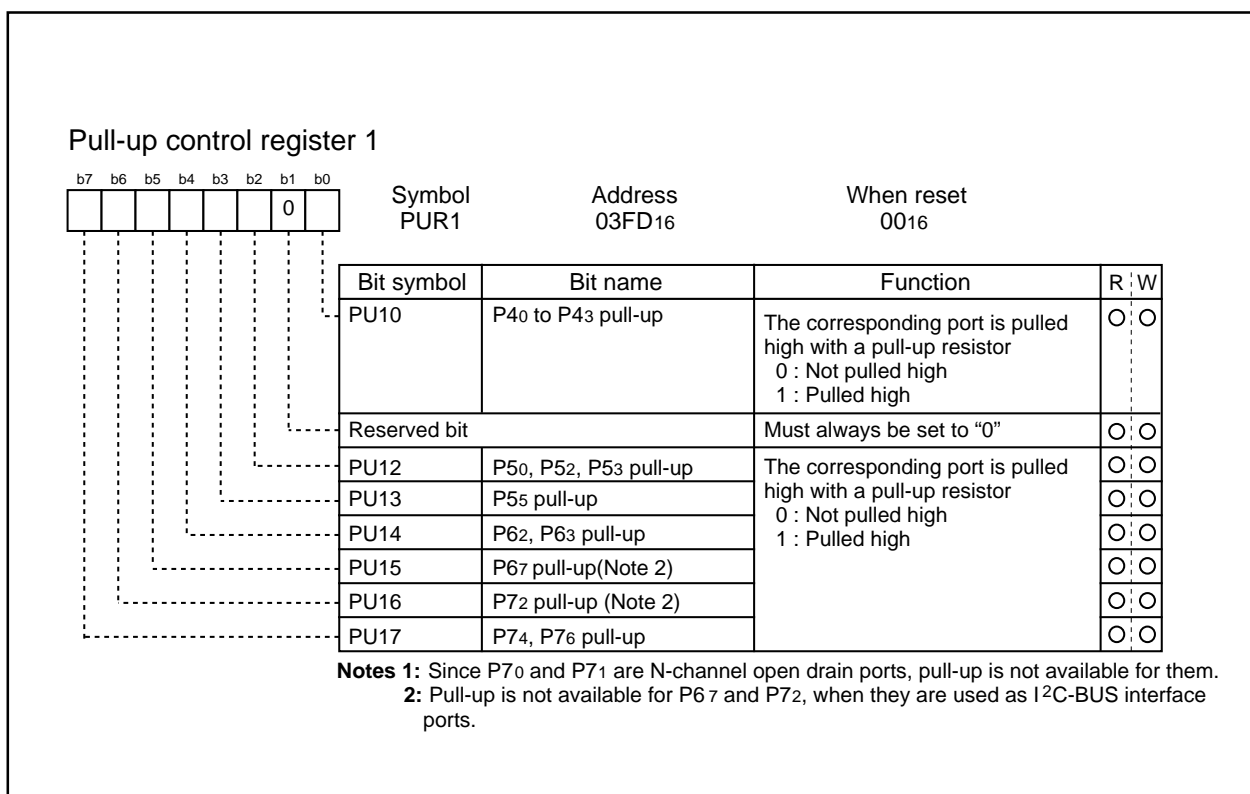 Pull-up control register 1
b7 b6 b5 b4 b3 b2 b1 b0
0
Symbol Address When reset
PUR1 03FD16 0016
Bit symbol Bit name Function R W
PU10 P40 to P43 pull-up The corresponding port is pulled
high with a pull-up resistor
0 : Not pulled high
1 : Pulled high
Reserved bit Must always be set to “0”
PU12 P50, P52, P53 pull-up The corresponding port is pulled
PU13 P55 pull-up high with a pull-up resistor
0 : Not pulled high
PU14 P62, P63 pull-up 1 : Pulled high
PU15 P67 pull-up(Note 2)
PU16 P72 pull-up (Note 2)
PU17 P74, P76 pull-up
Notes 1: Since P70 and P71 are N-channel open drain ports, pull-up is not available for them.
2: Pull-up is not available for P67 and P72, when they are used as I2C-BUS interface
ports.